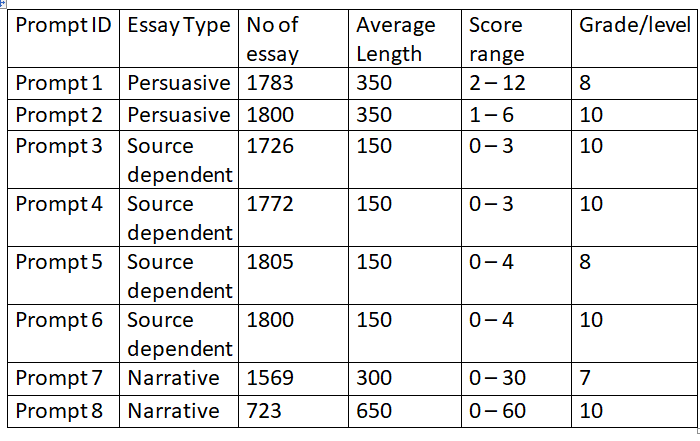 Prompt ID Essay Type No of essay Average Length Score range Grade/level
Prompt 1 Persuasive 1783 350 2 – 12 8
Prompt 2 Persuasive 1800 350 1 – 6 10
Prompt 3 Source dependent 1726 150 0 – 3 10
Prompt 4 Source dependent 1772 150 0 – 3 10
Prompt 5 Source dependent 1805 150 0 – 4 8
Prompt 6 Source dependent 1800 150 0 – 4 10
Prompt 7 Narrative 1569 300 0 – 30 7
Prompt 8 Narrative 723 650 0 – 60 10